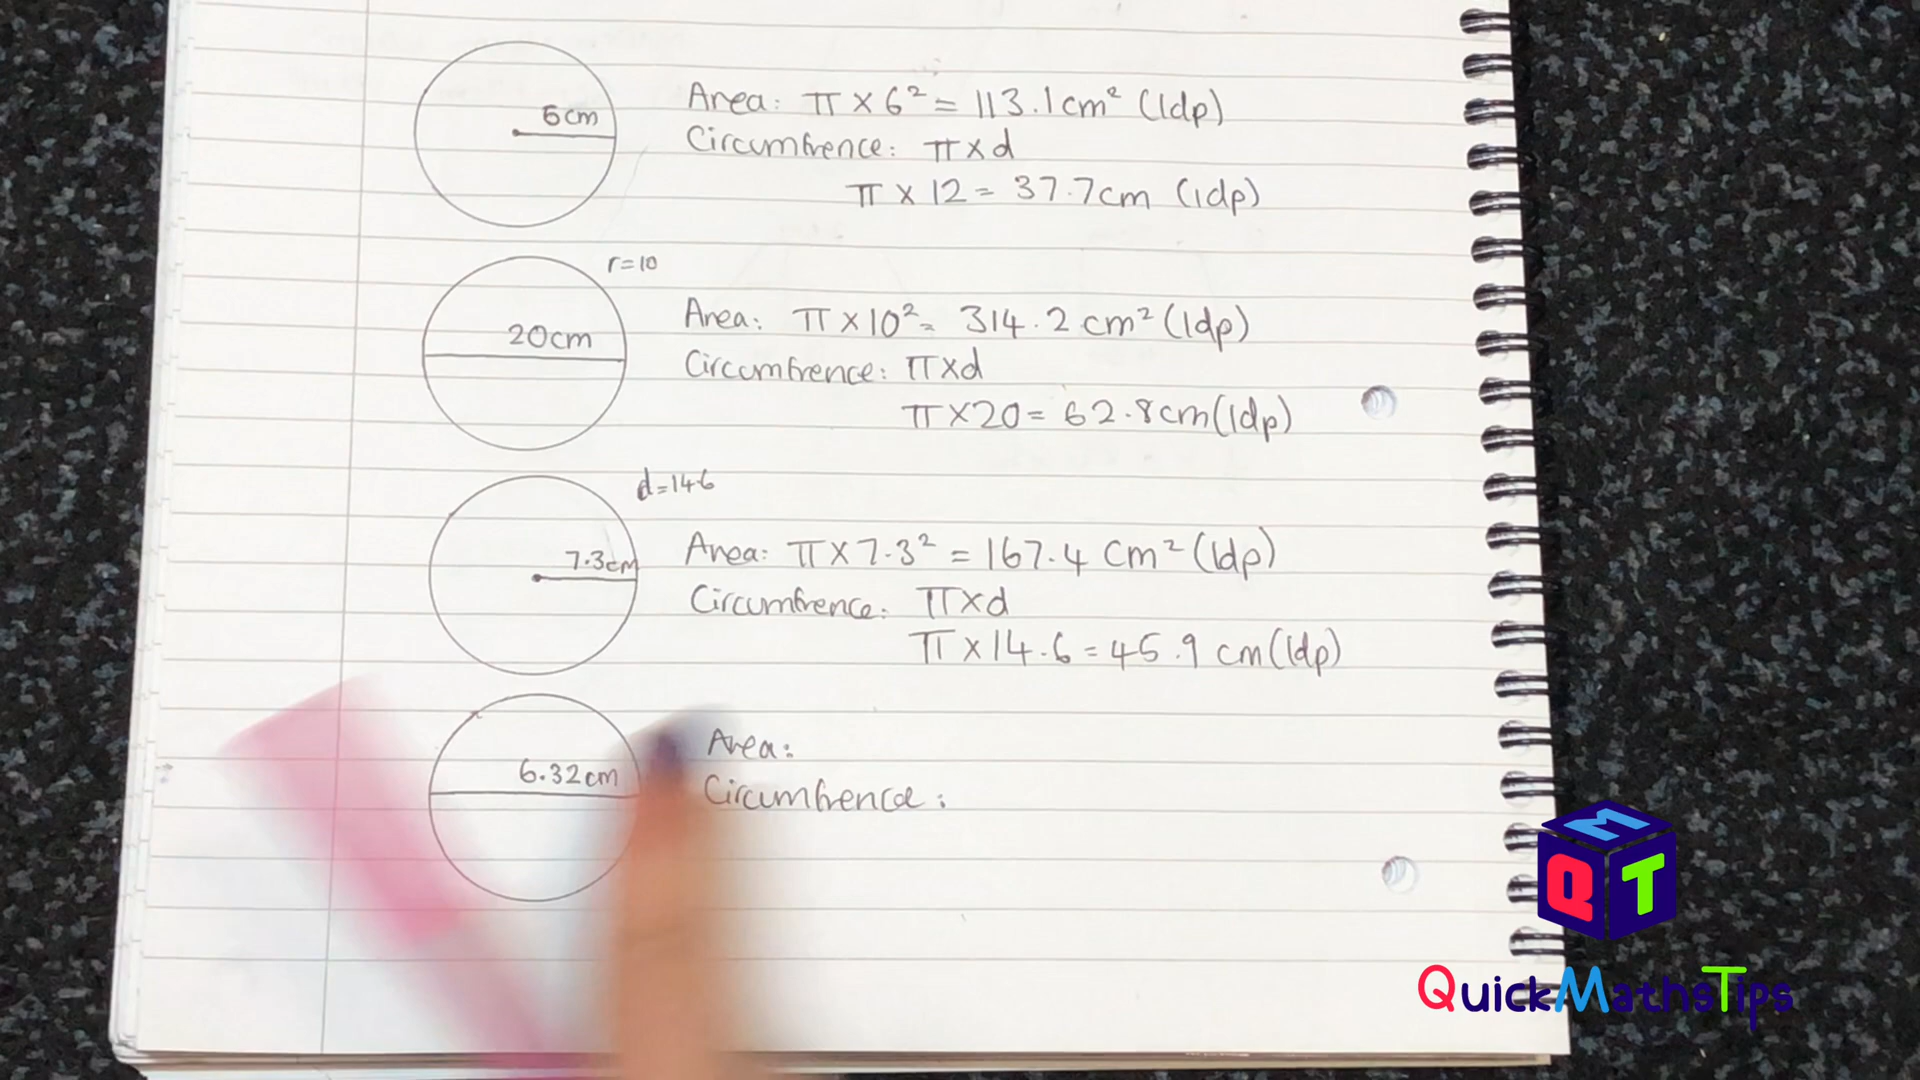 6cm
Area: π × 6² = 113.1cm² (1dp)
Circumfrence: π×d
π × 12 = 37.7cm (1dp)
r=10
20cm
Area: π×10² = 314.2 cm² (1dp)
Circumfrence: π×d
π×20 = 62.8cm (1dp)
d=14.6
7.3cm
Area: π×7.3² = 167.4 cm² (1dp)
Circumfrence: π×d
π×14.6 = 45.9 cm (1dp)
6.32cm
Area:
Circumfrence:
M
Q T
QuickMathsTips